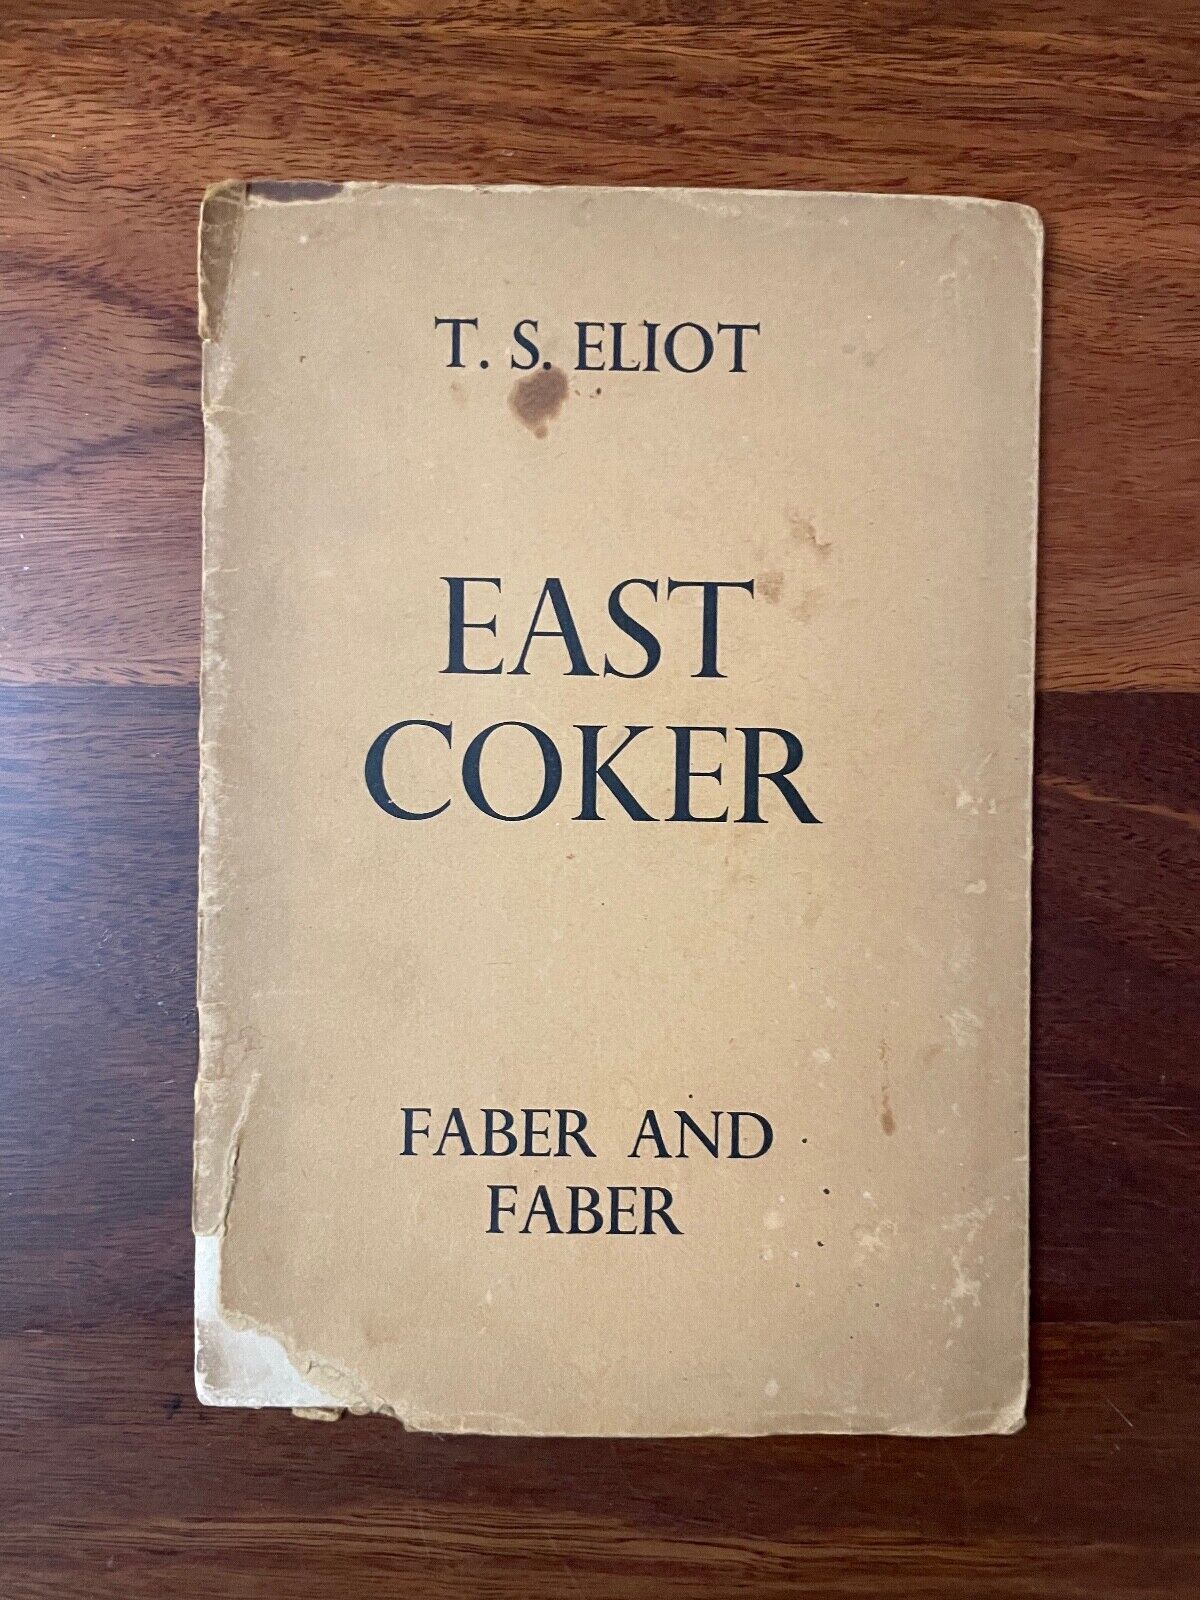 T. S. ELIOT
EAST
COKER
FABER AND
FABER